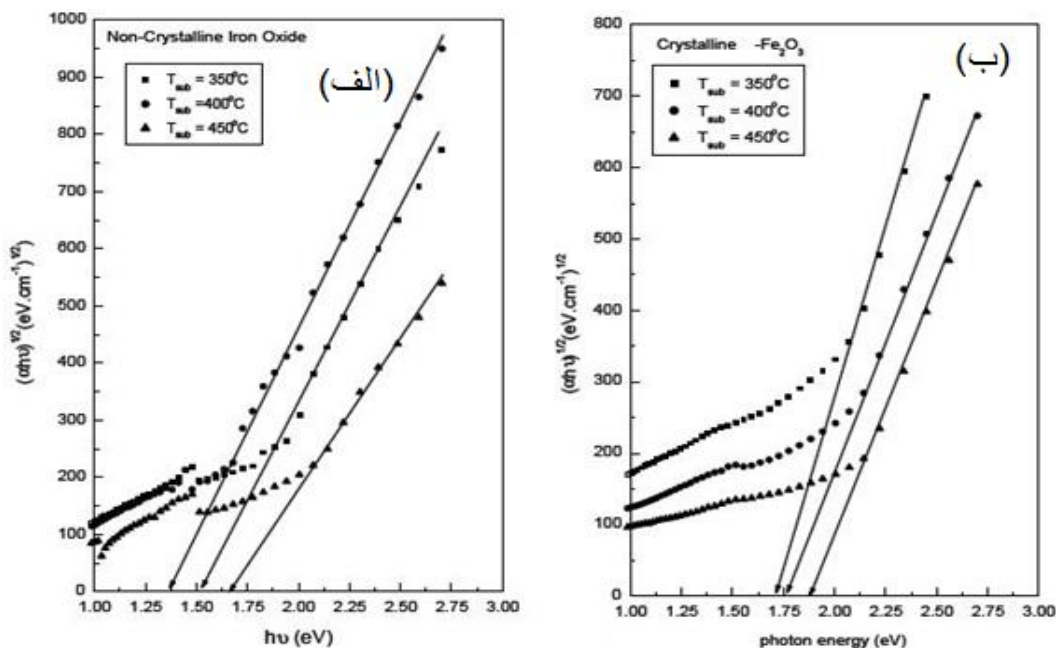 Non-Crystalline Iron Oxide
(الف)
T_sub = 350°C
T_sub =400°C
T_sub = 450°C
(αhυ)^1/2(eV.cm^-1)^1/2)
1000
900
800
700
600
500
400
300
200
100
0
1.00 1.25 1.50 1.75 2.00 2.25 2.50 2.75 3.00
hυ (eV)
Crystalline -Fe₂O₃
(ب)
T_sub = 350°C
T_sub = 400°C
T_sub = 450°C
(αhυ)^1/2(eV.cm^-1)^1/2
800
700
600
500
400
300
200
100
0
1.00 1.25 1.50 1.75 2.00 2.25 2.50 2.75 3.00
photon energy (eV)